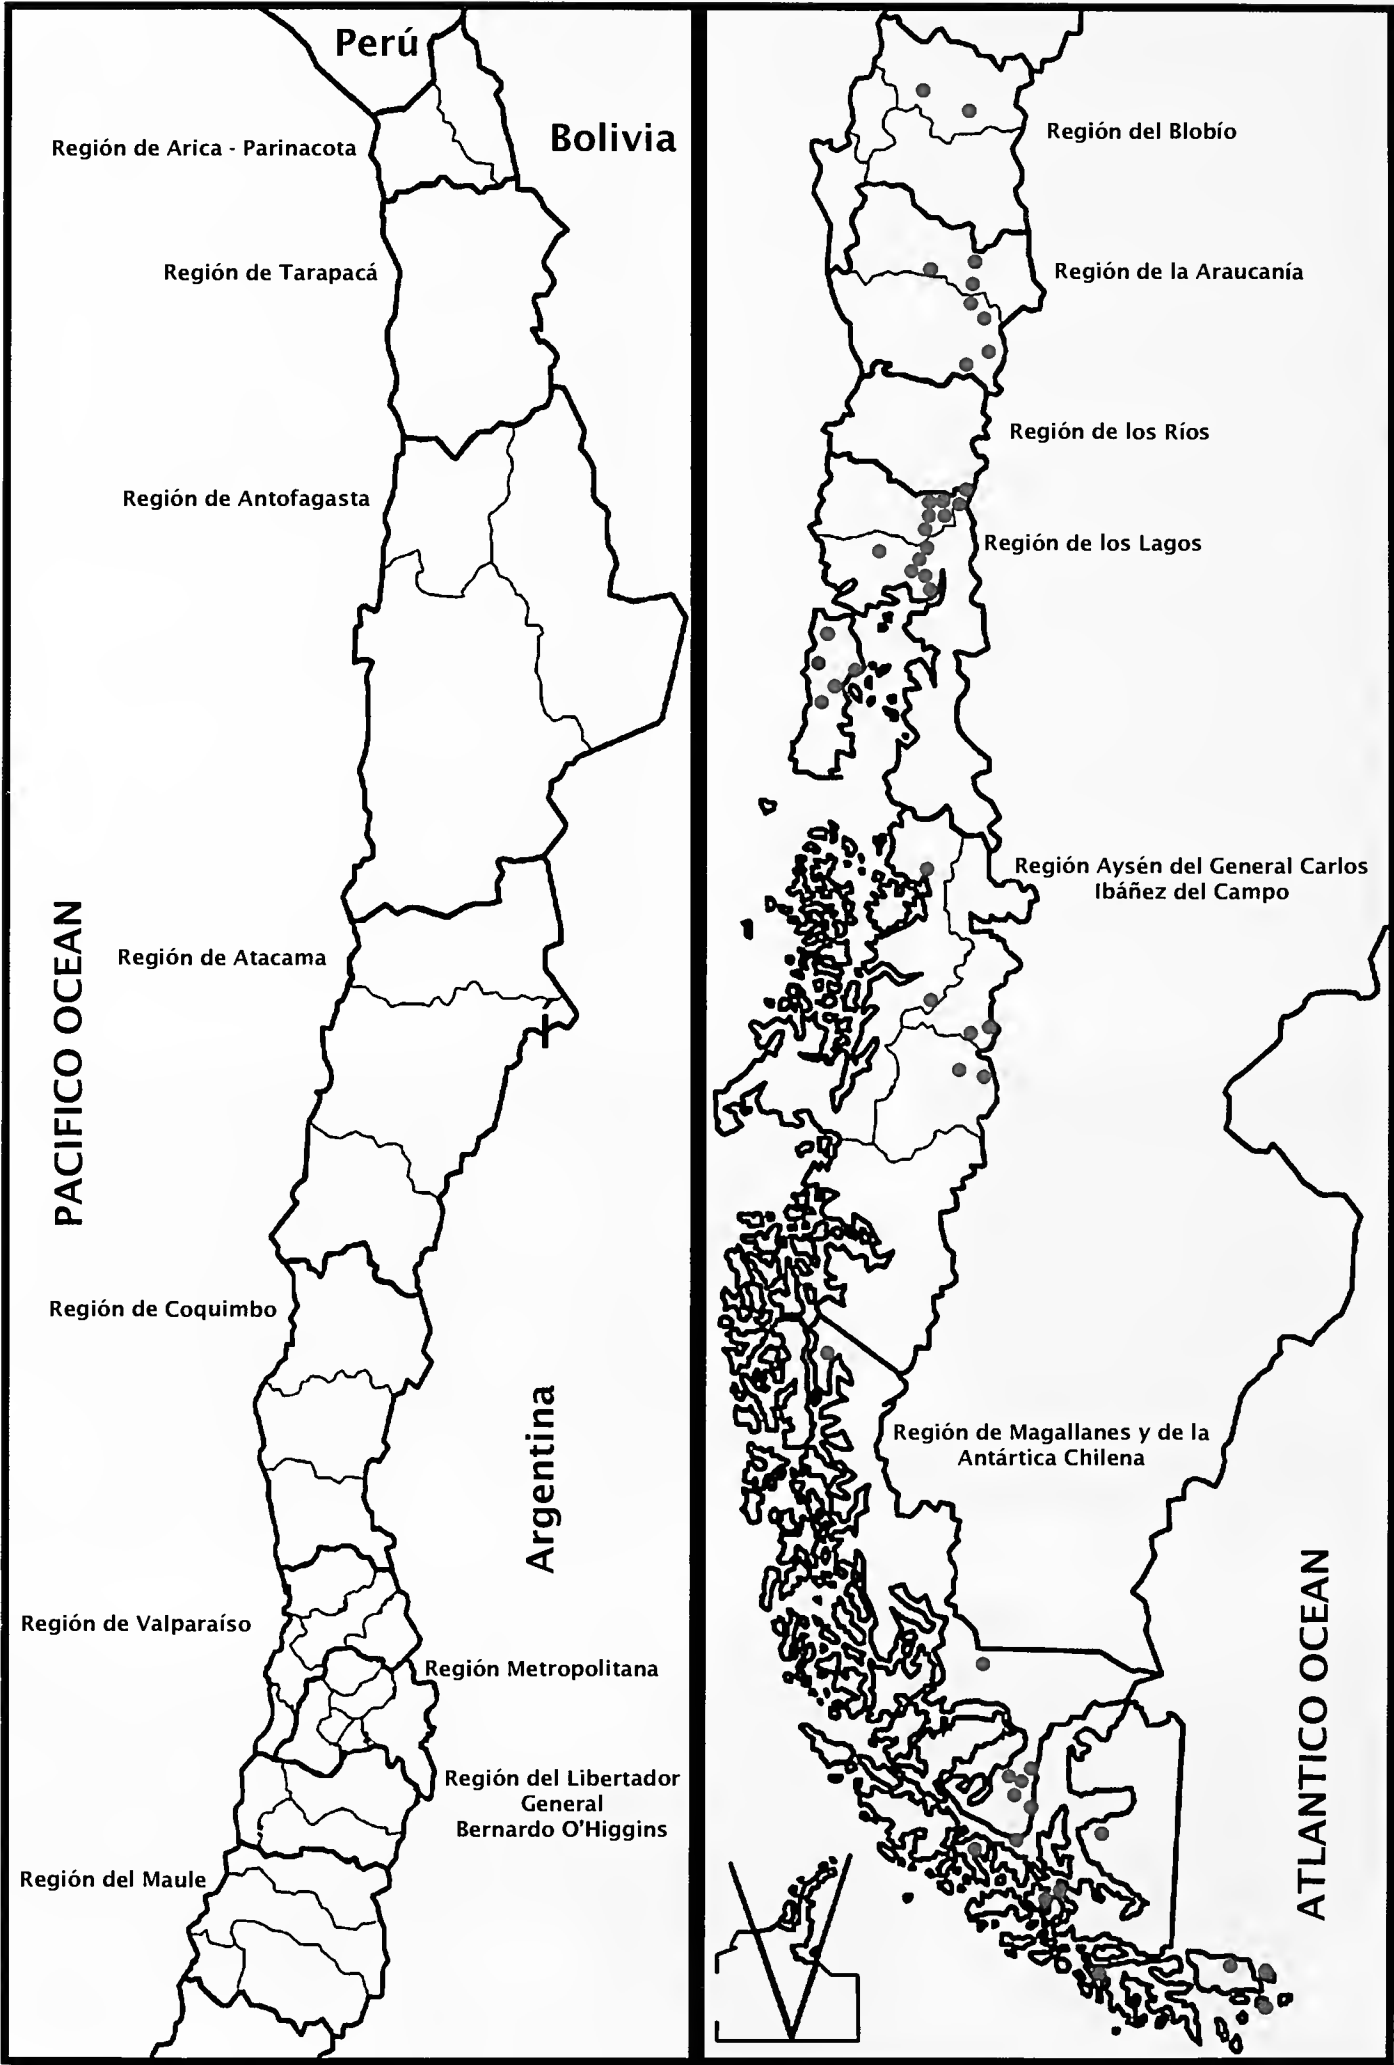 Perú
Bolivia
Región de Arica - Parinacota
Región de Tarapacá
Región de Antofagasta
Región de Atacama
PACIFICO OCEAN
Región de Coquimbo
Argentina
Región de Valparaíso
Región Metropolitana
Región del Libertador
General
Bernardo O'Higgins
Región del Maule
Región del Blobío
Región de la Araucanía
Región de los Ríos
Región de los Lagos
Región Aysén del General Carlos
Ibáñez del Campo
Región de Magallanes y de la
Antártica Chilena
ATLANTICO OCEAN